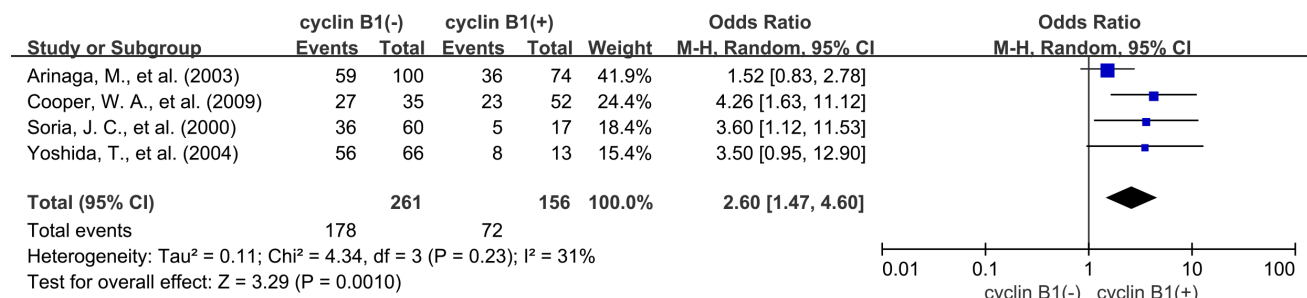 cyclin B1(-) cyclin B1(+) Odds Ratio Odds Ratio
Study or Subgroup Events Total Events Total Weight M-H, Random, 95% CI M-H, Random, 95% CI
Arinaga, M., et al. (2003) 59 100 36 74 41.9% 1.52 [0.83, 2.78]
Cooper, W. A., et al. (2009) 27 35 23 52 24.4% 4.26 [1.63, 11.12]
Soria, J. C., et al. (2000) 36 60 5 17 18.4% 3.60 [1.12, 11.53]
Yoshida, T., et al. (2004) 56 66 8 13 15.4% 3.50 [0.95, 12.90]
Total (95% CI) 261 156 100.0% 2.60 [1.47, 4.60]
Total events 178 72
Heterogeneity: Tau² = 0.11; Chi² = 4.34, df = 3 (P = 0.23); I² = 31%
Test for overall effect: Z = 3.29 (P = 0.0010)
0.01 0.1 1 10 100
cyclin B1(-) cyclin B1(+)